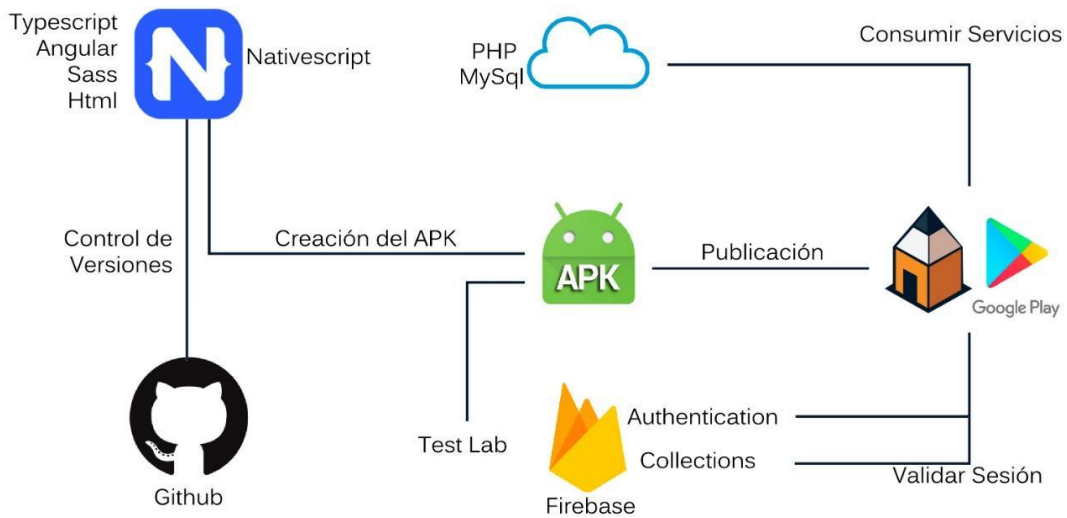 Typescript
Angular
Sass
Html
N
Nativescript
PHP
MySql
Consumir Servicios
Control de
Versiones
Creación del APK
APK
Publicación
Google Play
Github
Test Lab
Authentication
Collections
Firebase
Validar Sesión